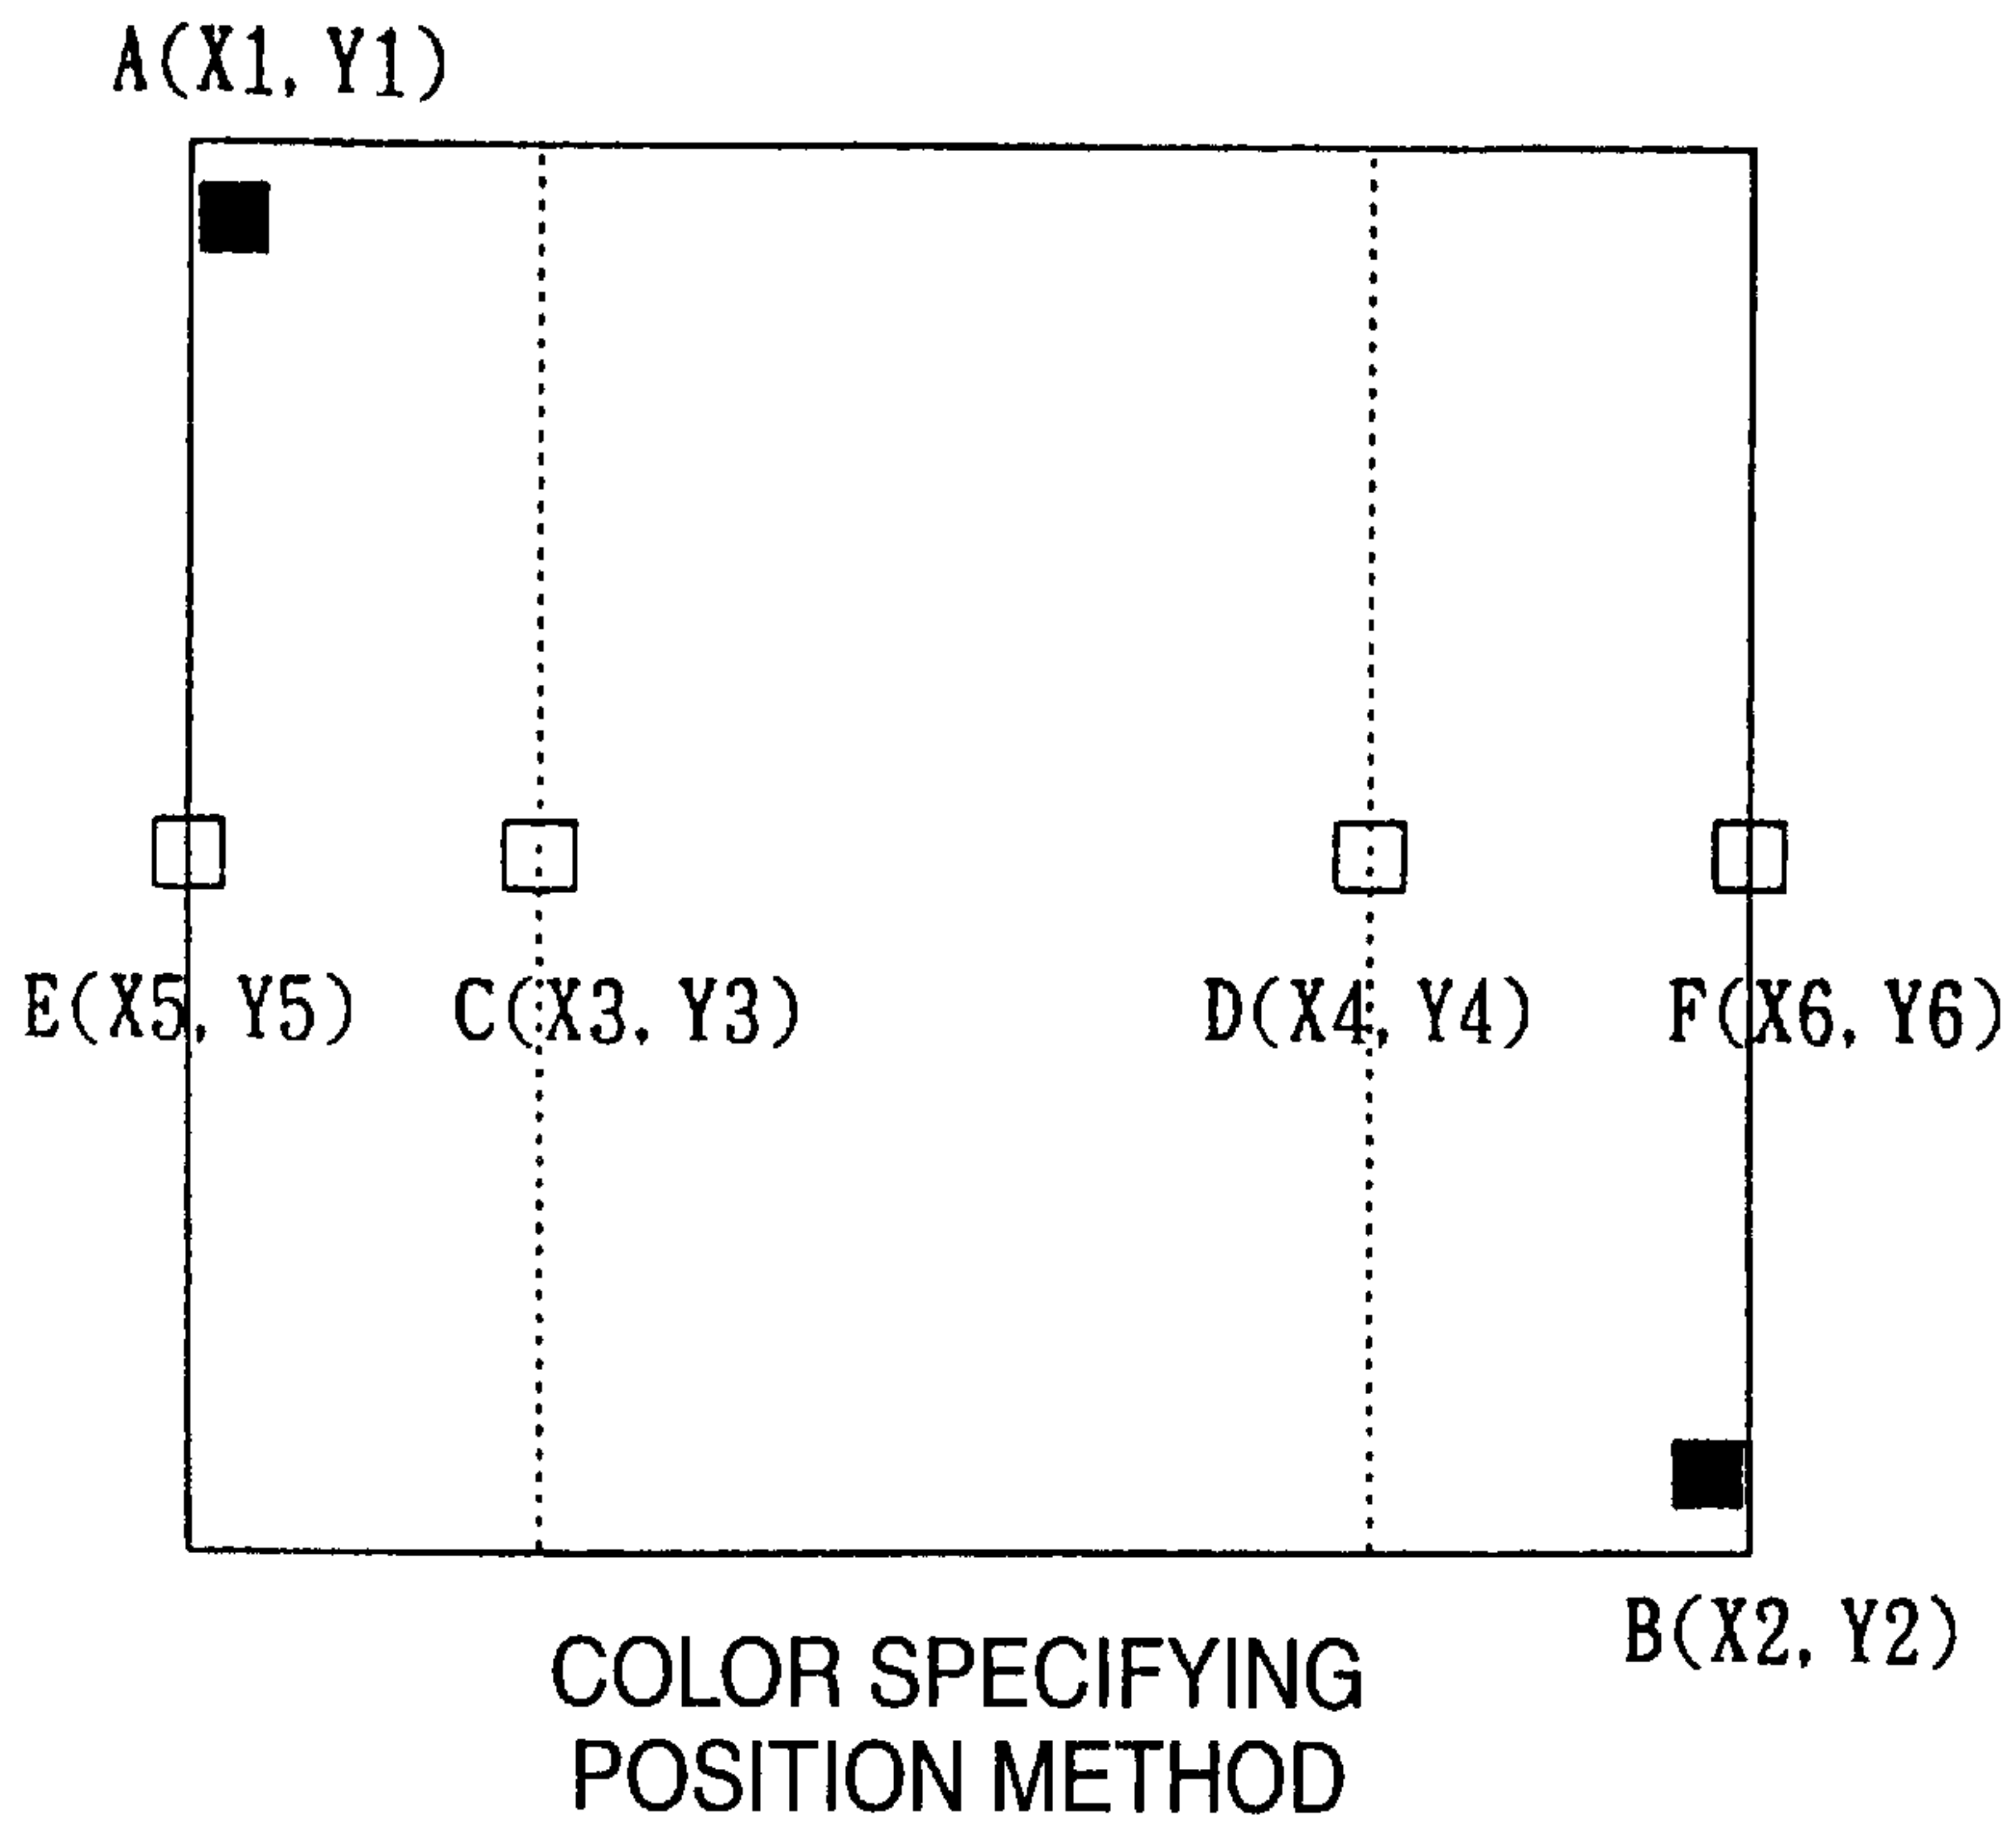 A(X1, Y1)
E(X5, Y5) C(X3, Y3) D(X4, Y4) F(X6, Y6)
B(X2, Y2)
COLOR SPECIFYING
POSITION METHOD